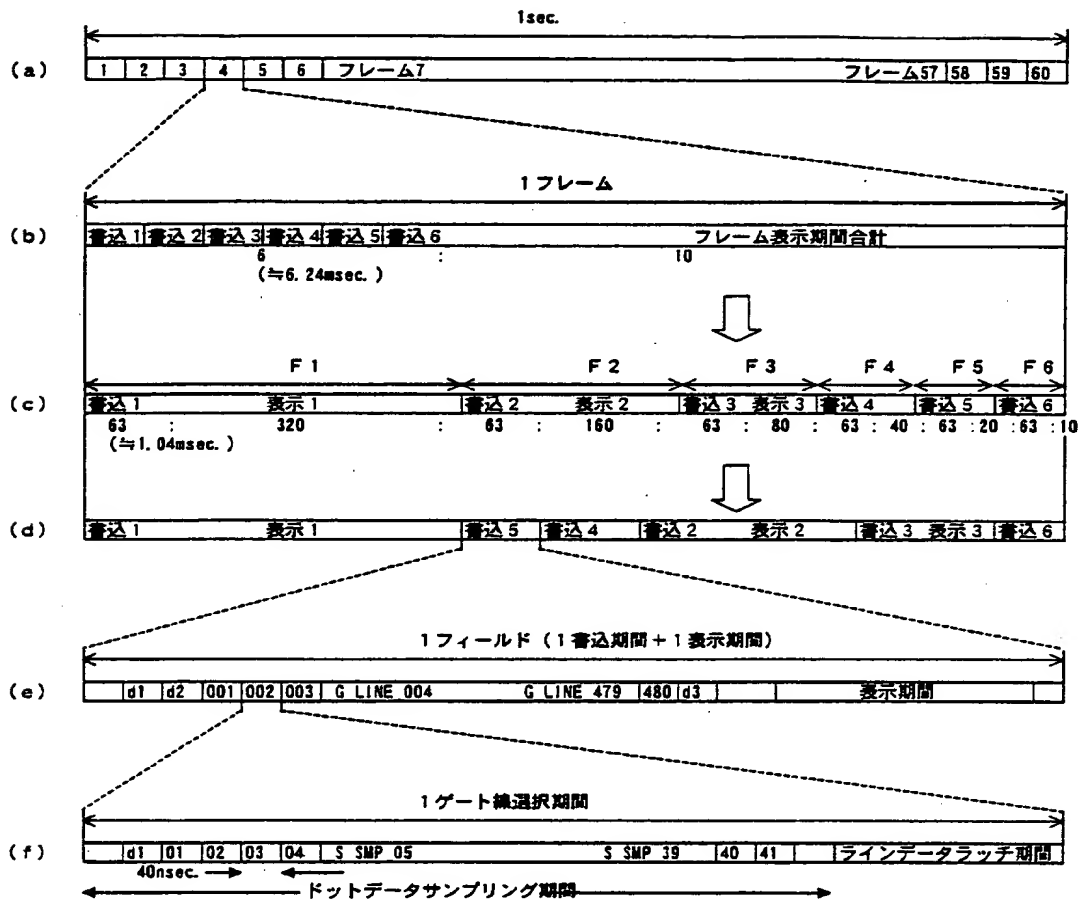 1sec.
(a) 1 2 3 4 5 6 フレーム7 フレーム57 58 59 60
1フレーム
(b) 書込1 書込2 書込3 書込4 書込5 書込6 フレーム表示期間合計
6 : 10
(≒6.24msec.)
F1 F2 F3 F4 F5 F6
(c) 書込1 表示1 書込2 表示2 書込3 表示3 書込4 書込5 書込6
63 : 320 : 63 : 160 : 63 : 80 : 63 : 40 : 63 : 20 : 63 : 10
(≒1.04msec.)
(d) 書込1 表示1 書込5 書込4 書込2 表示2 書込3 表示3 書込6
1フィールド(1書込期間+1表示期間)
(e) d1 d2 001 002 003 G LINE 004 G LINE 479 480 d3 表示期間
1ゲート線選択期間
(f) d1 01 02 03 04 S SMP 05 S SMP 39 40 41 ラインデータラッチ期間
40nsec.
ドットデータサンプリング期間